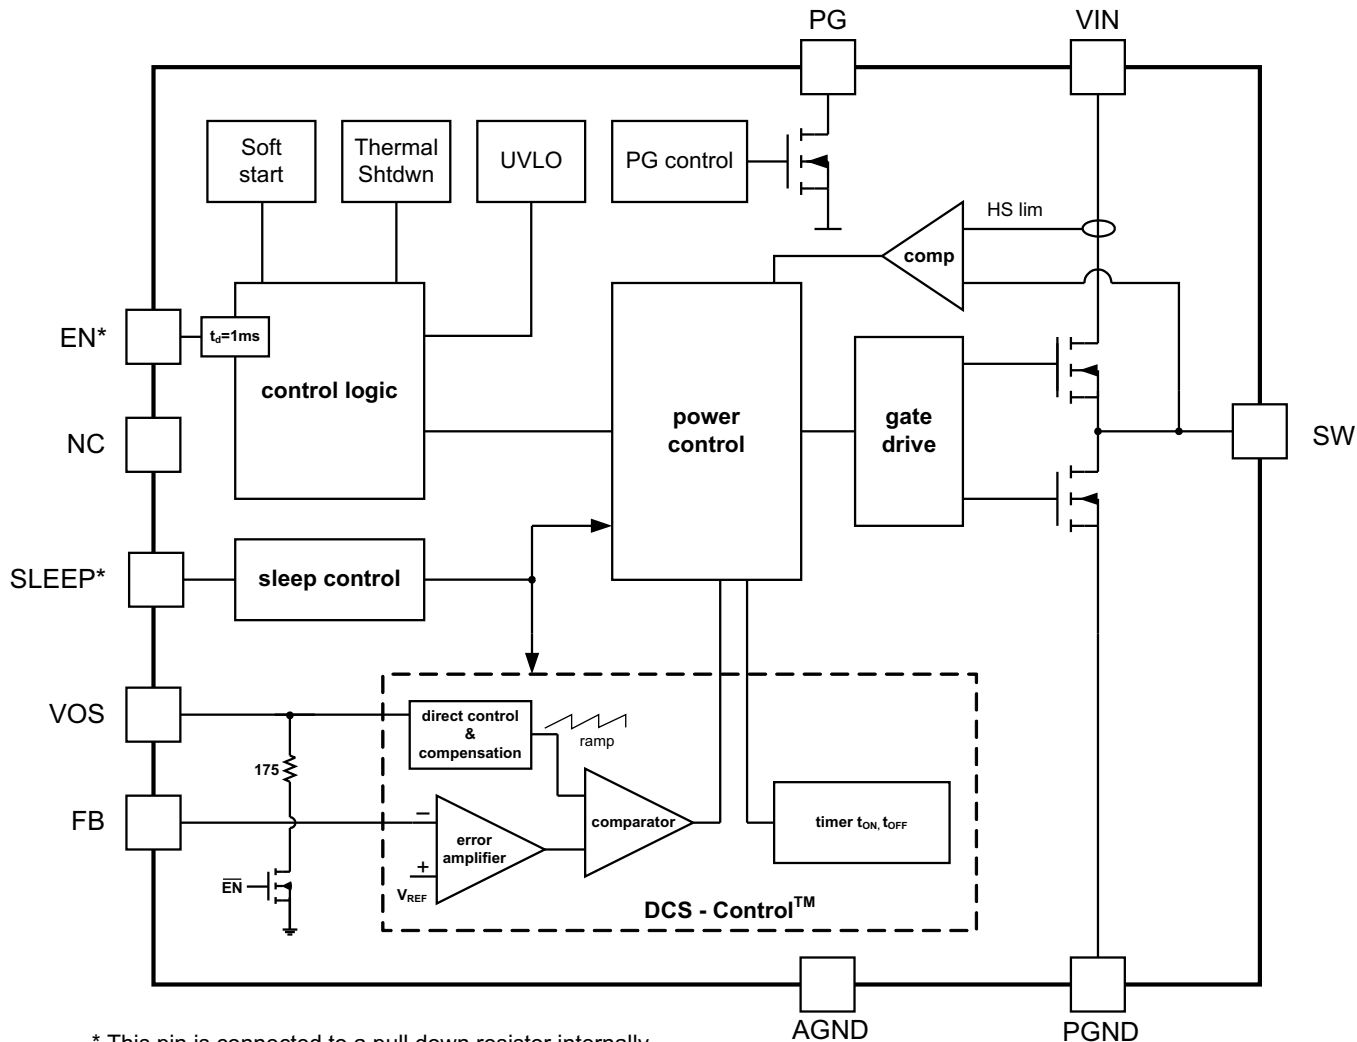 PG
VIN
Soft
start
Thermal
Shtdwn
UVLO
PG control
HS lim
comp
EN*
td=1ms
control logic
power
control
gate
drive
NC
SW
SLEEP*
sleep control
VOS
direct control
&
compensation
ramp
175
FB
−
error
amplifier
+
VREF
comparator
timer tON, tOFF
EN
DCS - Control™
AGND
PGND
* This pin is connected to a pull down resistor internally